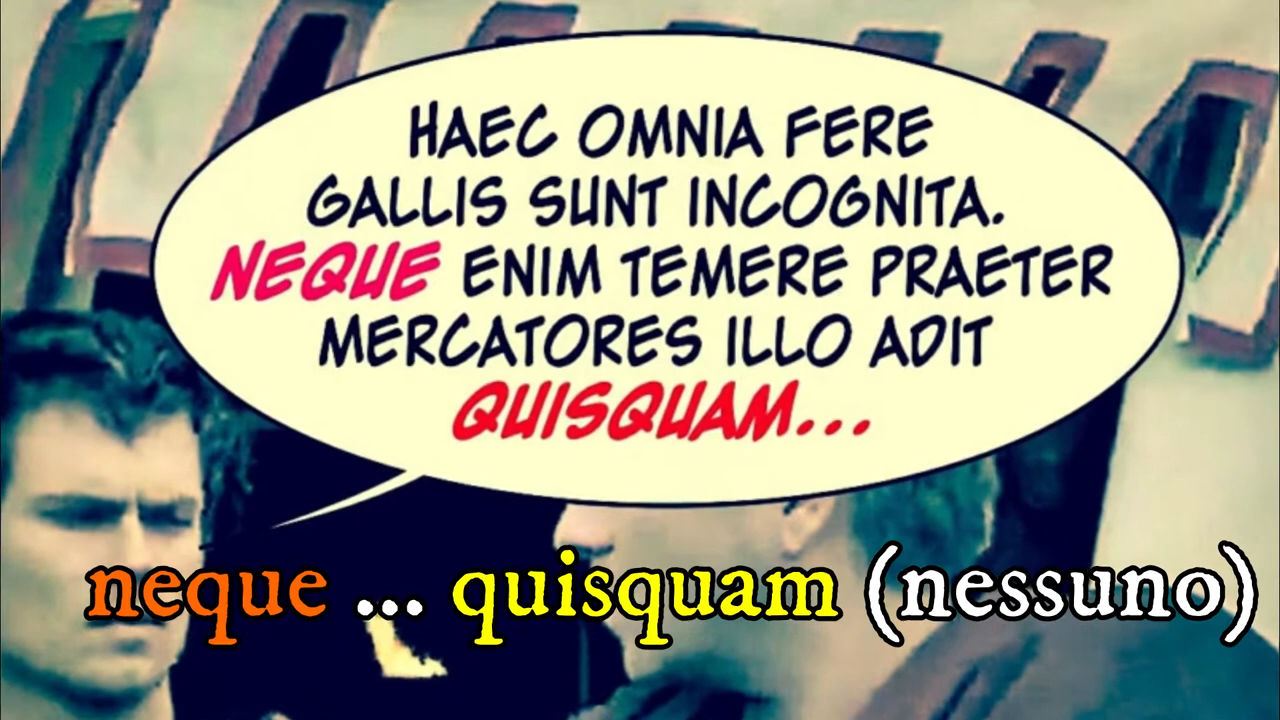 HAEC OMNIA FERE
GALLIS SUNT INCOGNITA.
NEQUE ENIM TEMERE PRAETER
MERCATORES ILLO ADIT
QUISQUAM...
neque ... quisquam (nessuno)